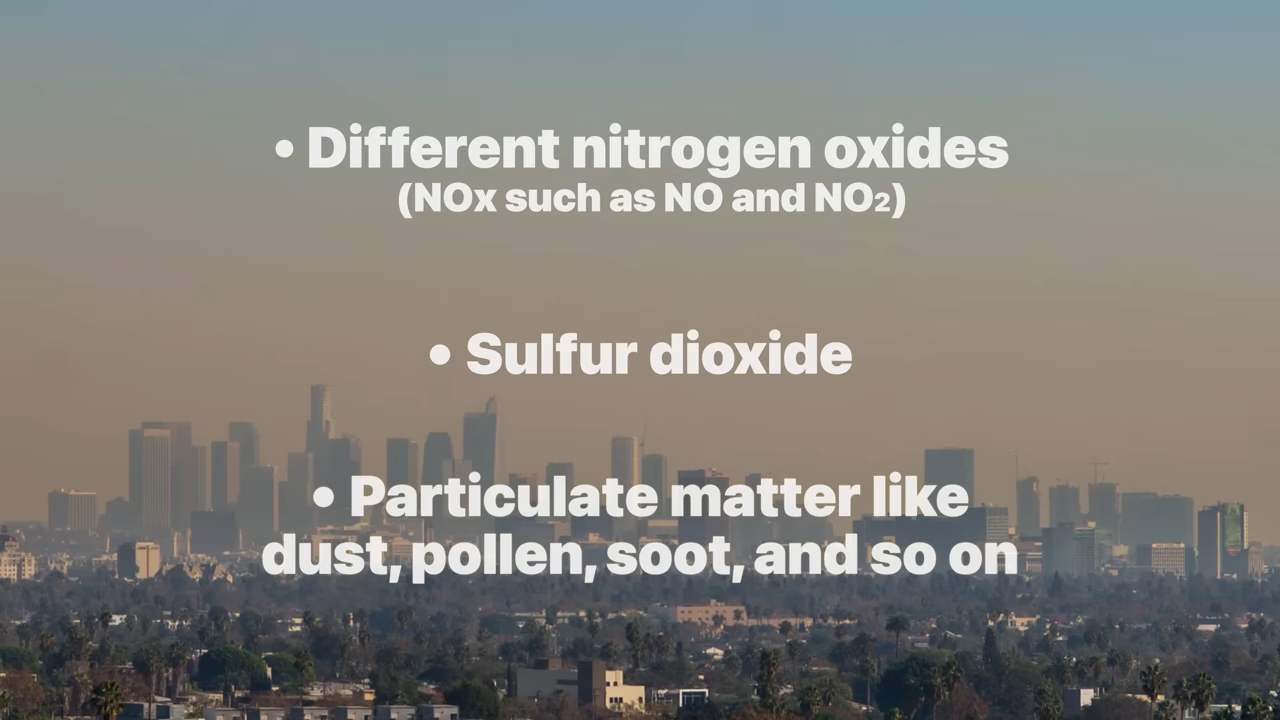 • Different nitrogen oxides
(NOx such as NO and NO₂)
• Sulfur dioxide
• Particulate matter like
dust, pollen, soot, and so on